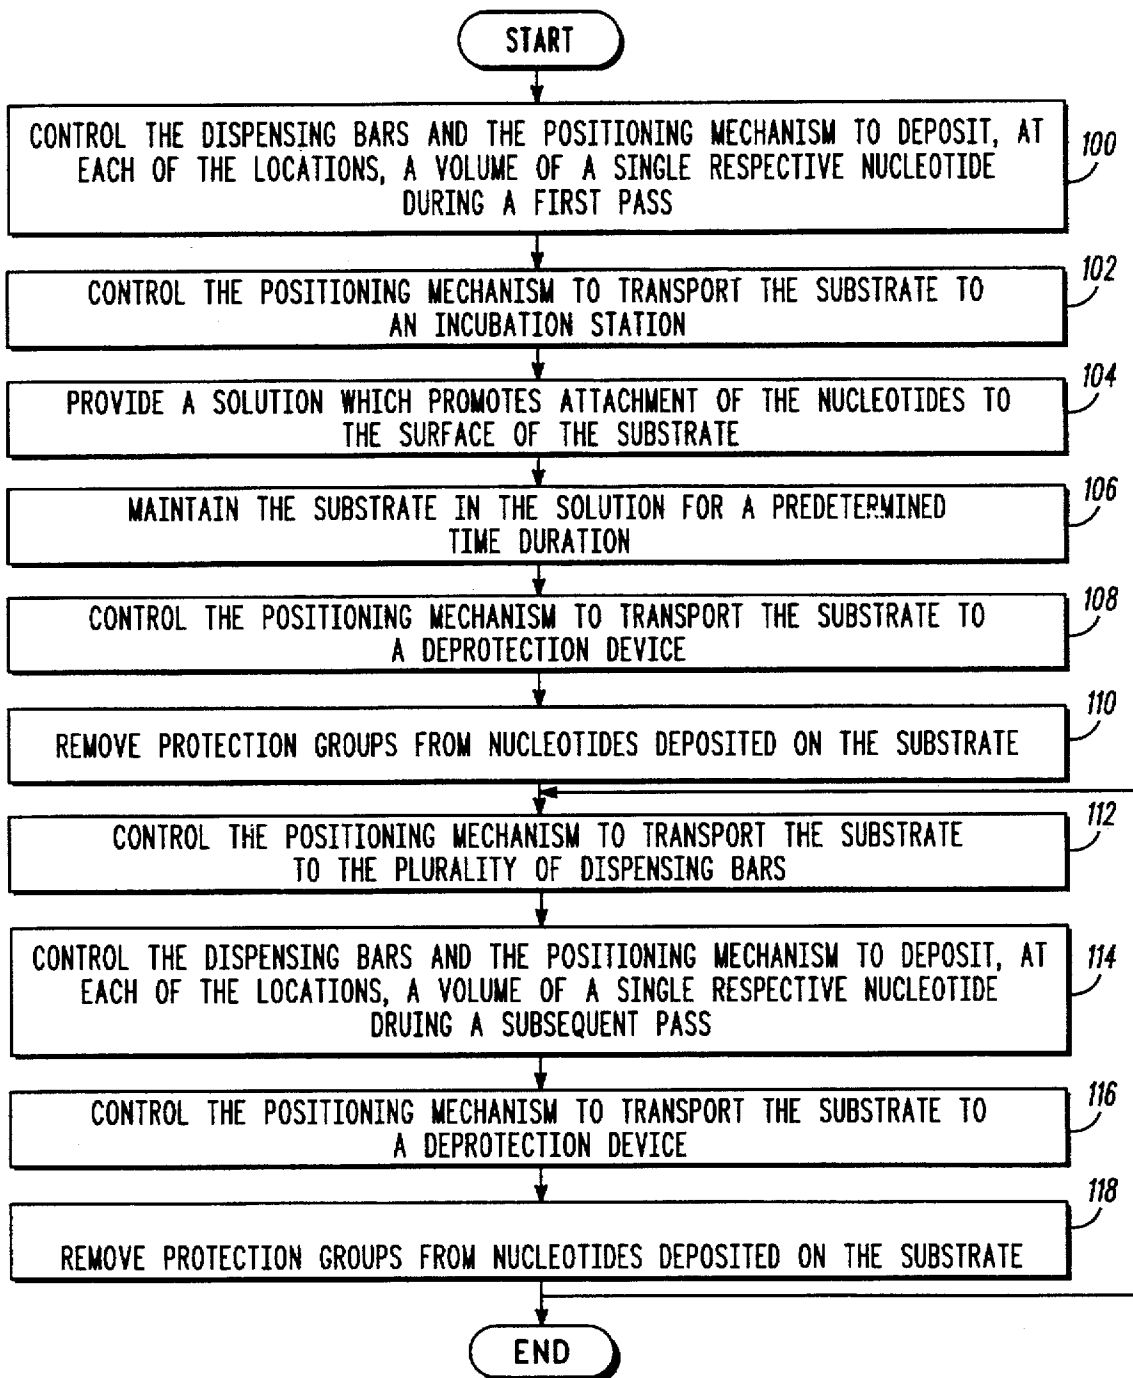 START
CONTROL THE DISPENSING BARS AND THE POSITIONING MECHANISM TO DEPOSIT, AT
EACH OF THE LOCATIONS, A VOLUME OF A SINGLE RESPECTIVE NUCLEOTIDE
DURING A FIRST PASS
100
CONTROL THE POSITIONING MECHANISM TO TRANSPORT THE SUBSTRATE TO
AN INCUBATION STATION
102
PROVIDE A SOLUTION WHICH PROMOTES ATTACHMENT OF THE NUCLEOTIDES TO
THE SURFACE OF THE SUBSTRATE
104
MAINTAIN THE SUBSTRATE IN THE SOLUTION FOR A PREDETERMINED
TIME DURATION
106
CONTROL THE POSITIONING MECHANISM TO TRANSPORT THE SUBSTRATE TO
A DEPROTECTION DEVICE
108
REMOVE PROTECTION GROUPS FROM NUCLEOTIDES DEPOSITED ON THE SUBSTRATE
110
CONTROL THE POSITIONING MECHANISM TO TRANSPORT THE SUBSTRATE
TO THE PLURALITY OF DISPENSING BARS
112
CONTROL THE DISPENSING BARS AND THE POSITIONING MECHANISM TO DEPOSIT, AT
EACH OF THE LOCATIONS, A VOLUME OF A SINGLE RESPECTIVE NUCLEOTIDE
DRUING A SUBSEQUENT PASS
114
CONTROL THE POSITIONING MECHANISM TO TRANSPORT THE SUBSTRATE TO
A DEPROTECTION DEVICE
116
REMOVE PROTECTION GROUPS FROM NUCLEOTIDES DEPOSITED ON THE SUBSTRATE
118
END